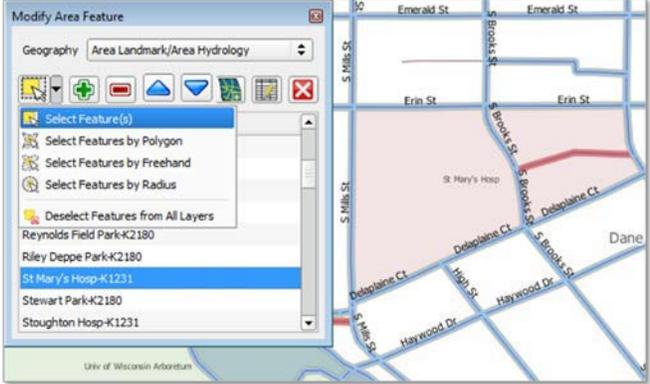 Modify Area Feature
Geography Area Landmark/Area Hydrology
Select Feature(s)
Select Features by Polygon
Select Features by Freehand
Select Features by Radius
Deselect Features from All Layers
Reynolds Field Park-K2180
Riley Deppe Park-K2180
St Mary's Hosp-K1231
Stewart Park-K2180
Stoughton Hosp-K1231
Emerald St
Emerald St
S Mills St
S Brooks St
Erin St
Erin St
S Brooks St
St Mary's Hosp
S Mills St
S Brooks St
Delaplaine Ct
Delaplaine Ct
S Brooks St
Dane
Delaplaine Ct
High St
Haywood Dr
S Mills St
Haywood Dr
Univ of Wisconsin Arboretum